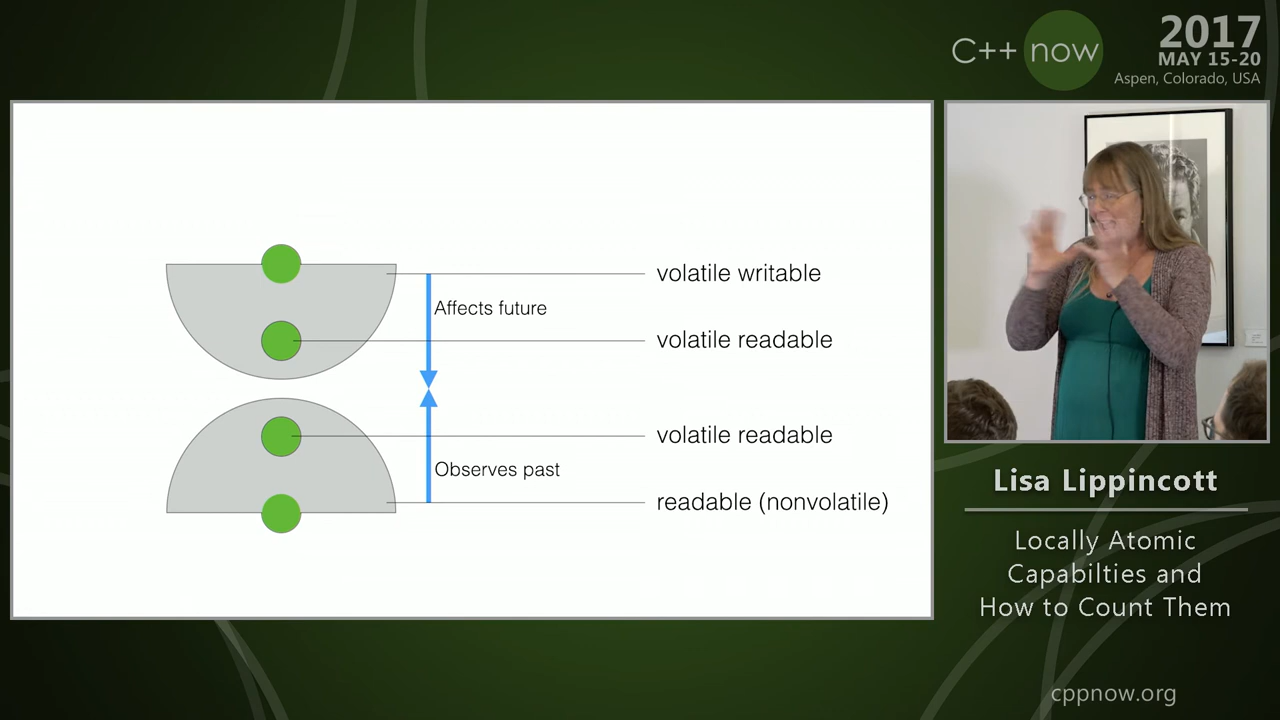 C++ now
2017
MAY 15-20
Aspen, Colorado, USA
volatile writable
Affects future
volatile readable
volatile readable
Observes past
readable (nonvolatile)
Lisa Lippincott
Locally Atomic
Capabilties and
How to Count Them
cppnow.org